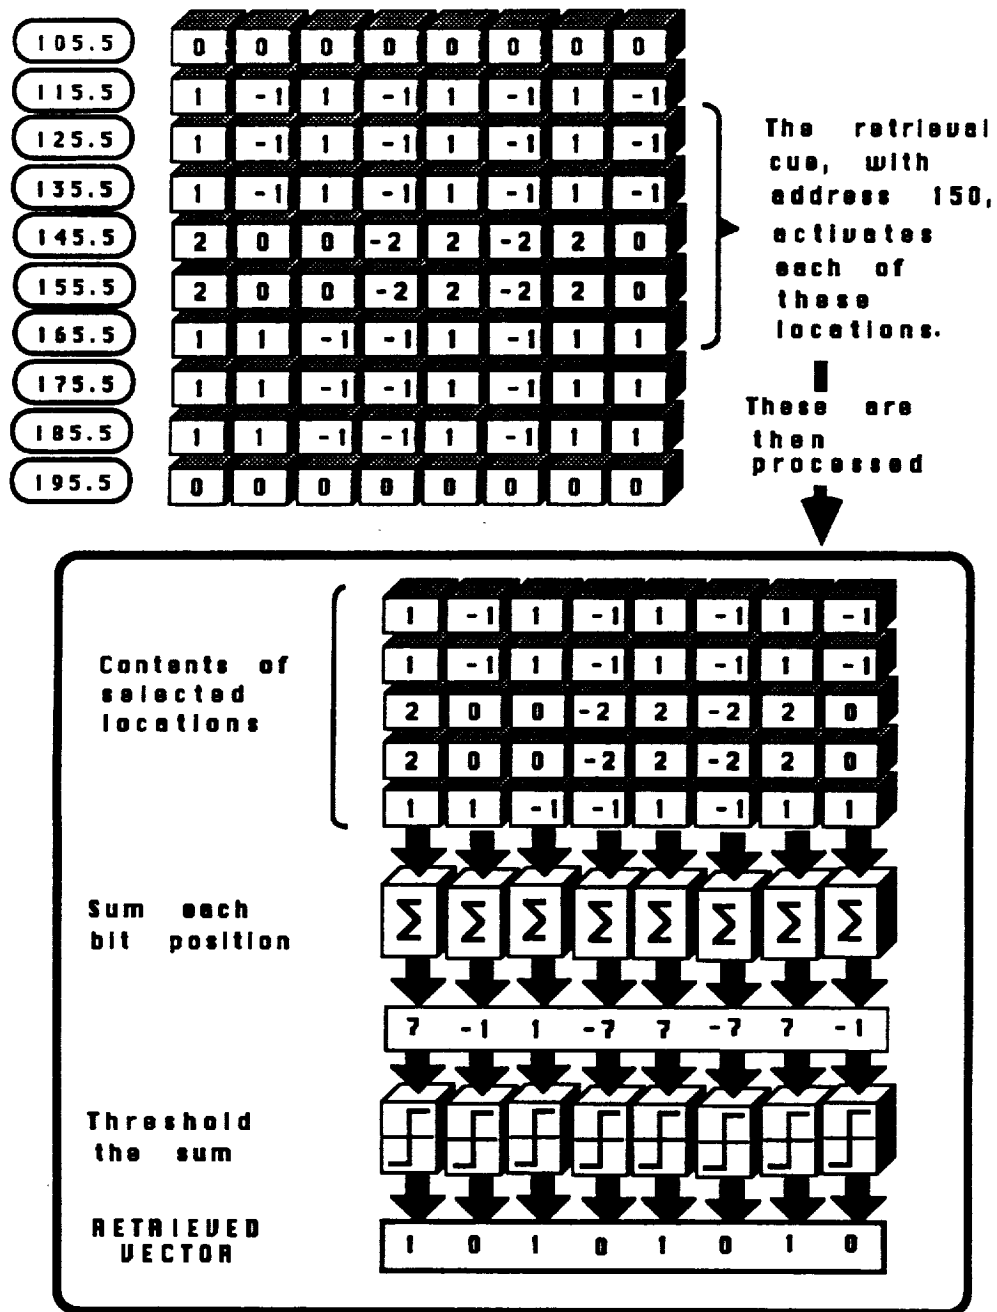 105.5 0 0 0 0 0 0 0 0
115.5 1 -1 1 -1 1 -1 1 -1
125.5 1 -1 1 -1 1 -1 1 -1
135.5 1 -1 1 -1 1 -1 1 -1
145.5 2 0 0 -2 2 -2 2 0
155.5 2 0 0 -2 2 -2 2 0
165.5 1 1 -1 -1 1 -1 1 1
175.5 1 1 -1 -1 1 -1 1 1
185.5 1 1 -1 -1 1 -1 1 1
195.5 0 0 0 0 0 0 0 0
The retrieval
cue, with
address 150,
activates
each of
these
locations.
These are
then
processed
Contents of
selected
locations
1 -1 1 -1 1 -1 1 -1
1 -1 1 -1 1 -1 1 -1
2 0 0 -2 2 -2 2 0
2 0 0 -2 2 -2 2 0
1 1 -1 -1 1 -1 1 1
Sum each
bit position
Σ Σ Σ Σ Σ Σ Σ Σ
7 -1 1 -7 7 -7 7 -1
Threshold
the sum
RETRIEVED
VECTOR
1 0 1 0 1 0 1 0